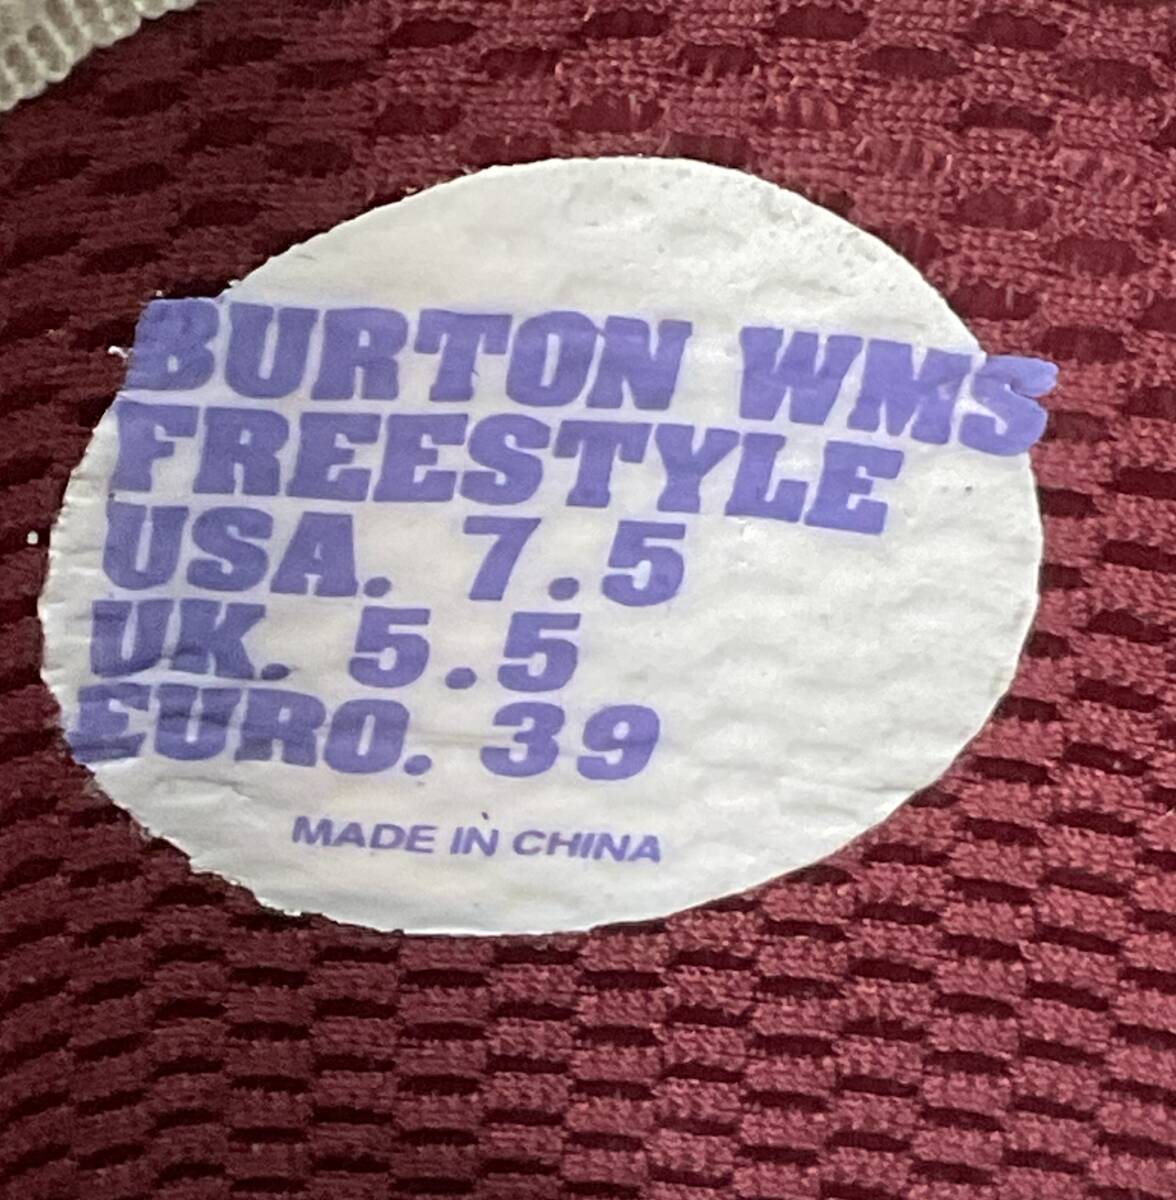 BURTON WMS
FREESTYLE
USA. 7.5
UK. 5.5
EURO. 39
MADE IN CHINA